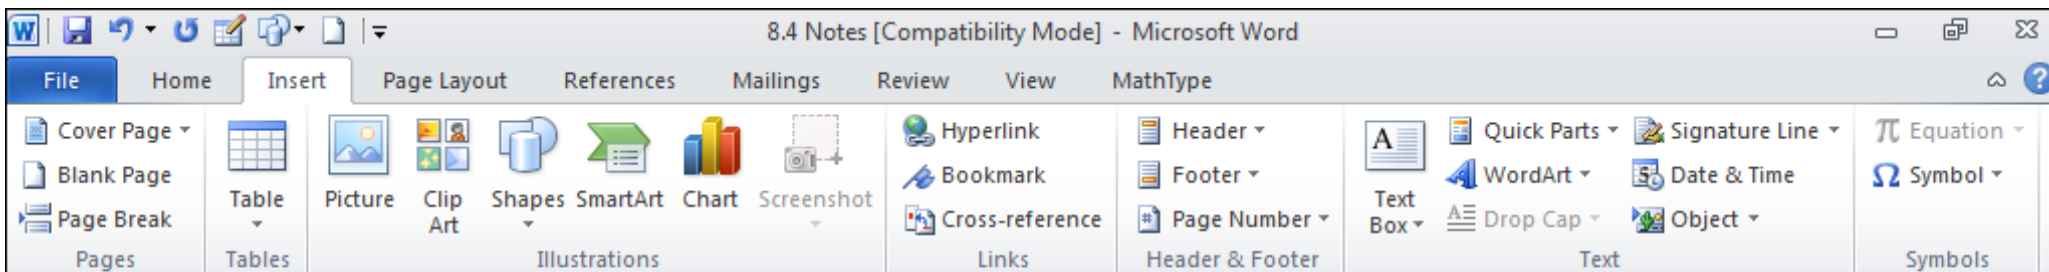 8.4 Notes [Compatibility Mode] - Microsoft Word
File Home Insert Page Layout References Mailings Review View MathType
Cover Page
Blank Page
Page Break
Pages
Table
Tables
Picture
Clip Art
Shapes
SmartArt
Chart
Screenshot
Illustrations
Hyperlink
Bookmark
Cross-reference
Links
Header
Footer
Page Number
Header & Footer
Text Box
Quick Parts
WordArt
Drop Cap
Signature Line
Date & Time
Object
Text
Equation
Symbol
Symbols